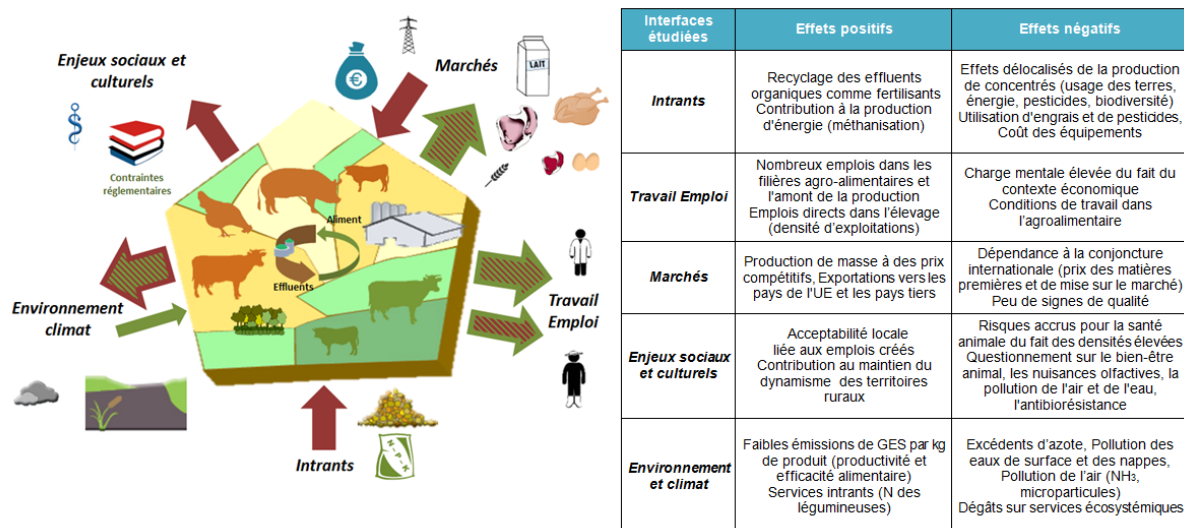 Enjeux sociaux et
culturels
Contraintes
réglementaires
Marchés
LAIT
Aliment
Effluents
Environnement
climat
Travail
Emploi
Intrants
N P K
Interfaces
étudiées
Effets positifs
Effets négatifs
Intrants
Recyclage des effluents
organiques comme fertilisants
Contribution à la production
d'énergie (méthanisation)
Effets délocalisés de la production
de concentrés (usage des terres,
énergie, pesticides, biodiversité)
Utilisation d'engrais et de pesticides,
Coût des équipements
Travail Emploi
Nombreux emplois dans les
filières agro-alimentaires et
l'amont de la production
Emplois directs dans l'élevage
(densité d'exploitations)
Charge mentale élevée du fait du
contexte économique
Conditions de travail dans
l'agroalimentaire
Marchés
Production de masse à des prix
compétitifs, Exportations vers les
pays de l'UE et les pays tiers
Dépendance à la conjoncture
internationale (prix des matières
premières et de mise sur le marché)
Peu de signes de qualité
Enjeux sociaux
et culturels
Acceptabilité locale
liée aux emplois créés
Contribution au maintien du
dynamisme des territoires
ruraux
Risques accrus pour la santé
animale du fait des densités élevées
Questionnement sur le bien-être
animal, les nuisances olfactives, la
pollution de l'air et de l'eau,
l'antibiorésistance
Environnement
et climat
Faibles émissions de GES par kg
de produit (productivité et
efficacité alimentaire)
Services intrants (N des
légumineuses)
Excédents d'azote, Pollution des
eaux de surface et des nappes,
Pollution de l'air (NH₃,
microparticules)
Dégâts sur services écosystémiques